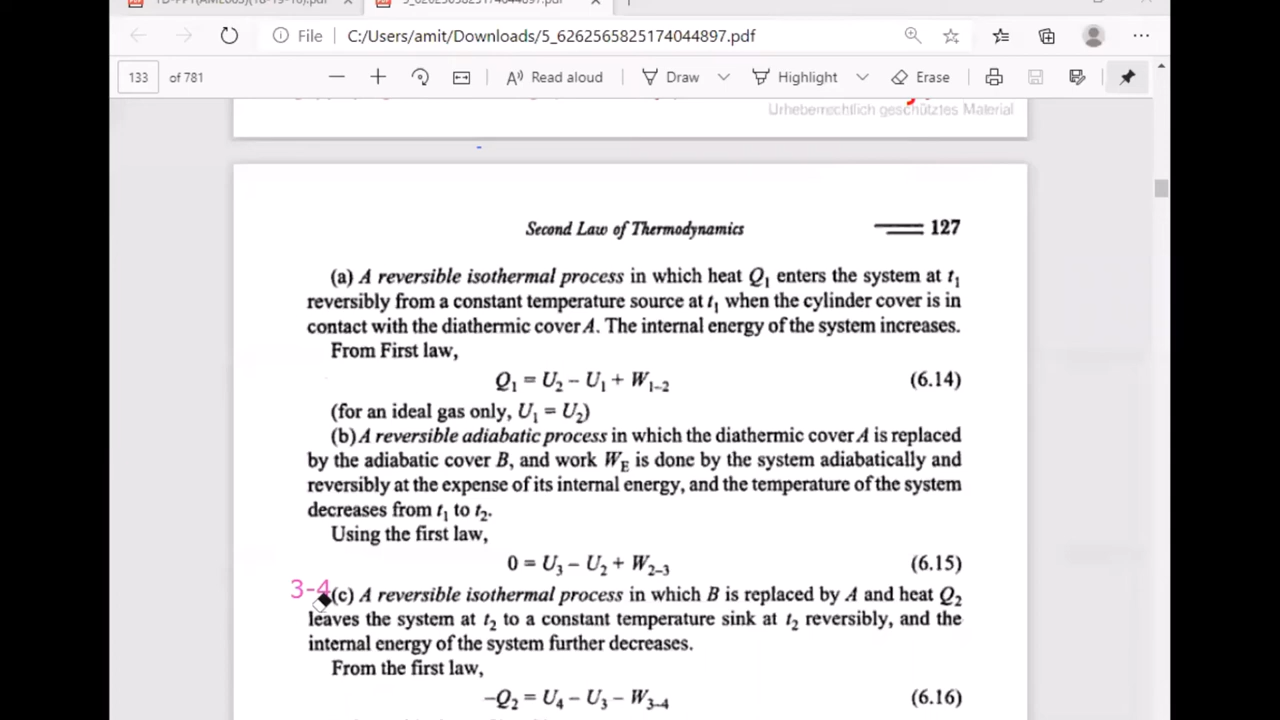 File C:/Users/amit/Downloads/5_6262565825174044897.pdf
133 of 781 Read aloud Draw Highlight Erase
Urheberrechtlich geschütztes Material
Second Law of Thermodynamics 127
(a) A reversible isothermal process in which heat Q₁ enters the system at t₁
reversibly from a constant temperature source at t₁ when the cylinder cover is in
contact with the diathermic cover A. The internal energy of the system increases.
From First law,
Q₁ = U₂ – U₁ + W₁₋₂ (6.14)
(for an ideal gas only, U₁ = U₂)
(b) A reversible adiabatic process in which the diathermic cover A is replaced
by the adiabatic cover B, and work W_E is done by the system adiabatically and
reversibly at the expense of its internal energy, and the temperature of the system
decreases from t₁ to t₂.
Using the first law,
0 = U₃ – U₂ + W₂₋₃ (6.15)
3-4 (c) A reversible isothermal process in which B is replaced by A and heat Q₂
leaves the system at t₂ to a constant temperature sink at t₂ reversibly, and the
internal energy of the system further decreases.
From the first law,
–Q₂ = U₄ – U₃ – W₃₋₄ (6.16)